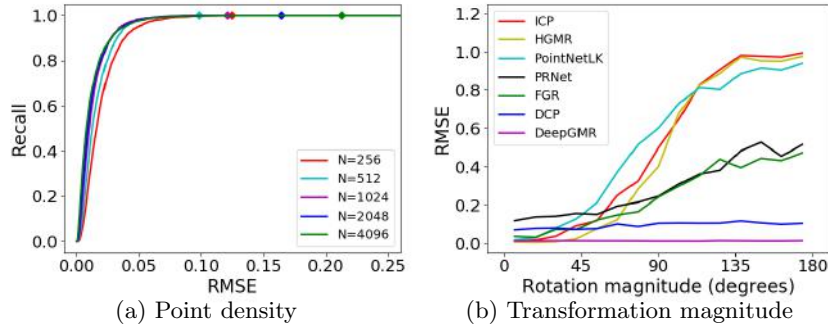 1.0
0.8
0.6
0.4
0.2
0.0
Recall
N=256
N=512
N=1024
N=2048
N=4096
0.00 0.05 0.10 0.15 0.20 0.25
RMSE
(a) Point density
1.2
1.0
0.8
0.6
0.4
0.2
0.0
RMSE
ICP
HGMR
PointNetLK
PRNet
FGR
DCP
DeepGMR
0 45 90 135 180
Rotation magnitude (degrees)
(b) Transformation magnitude